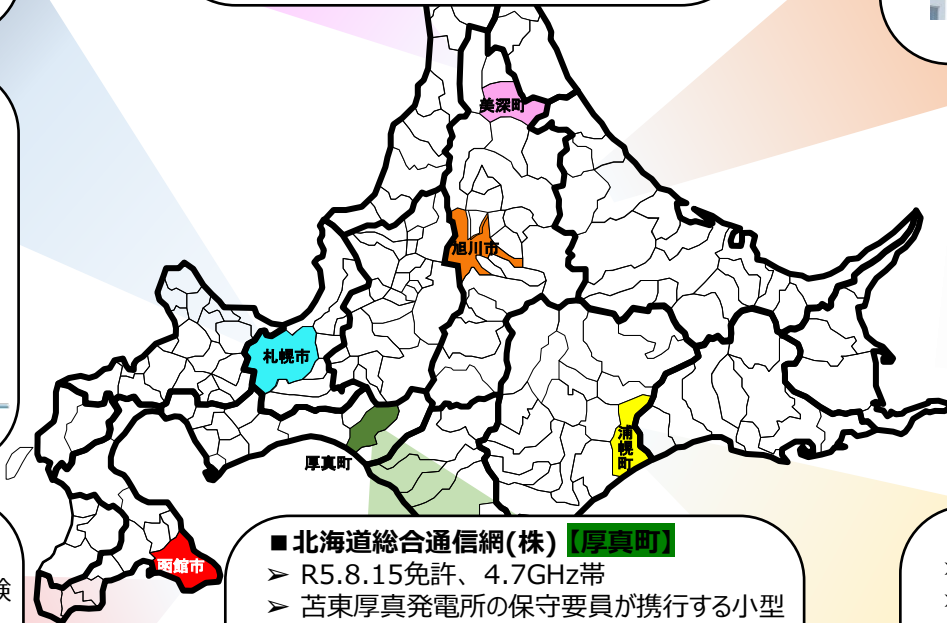 美深町
旭川市
札幌市
浦幌町
厚真町
函館市
■北海道総合通信網(株)【厚真町】
➢ R5.8.15免許、4.7GHz帯
➢ 苫東厚真発電所の保守要員が携行する小型
険